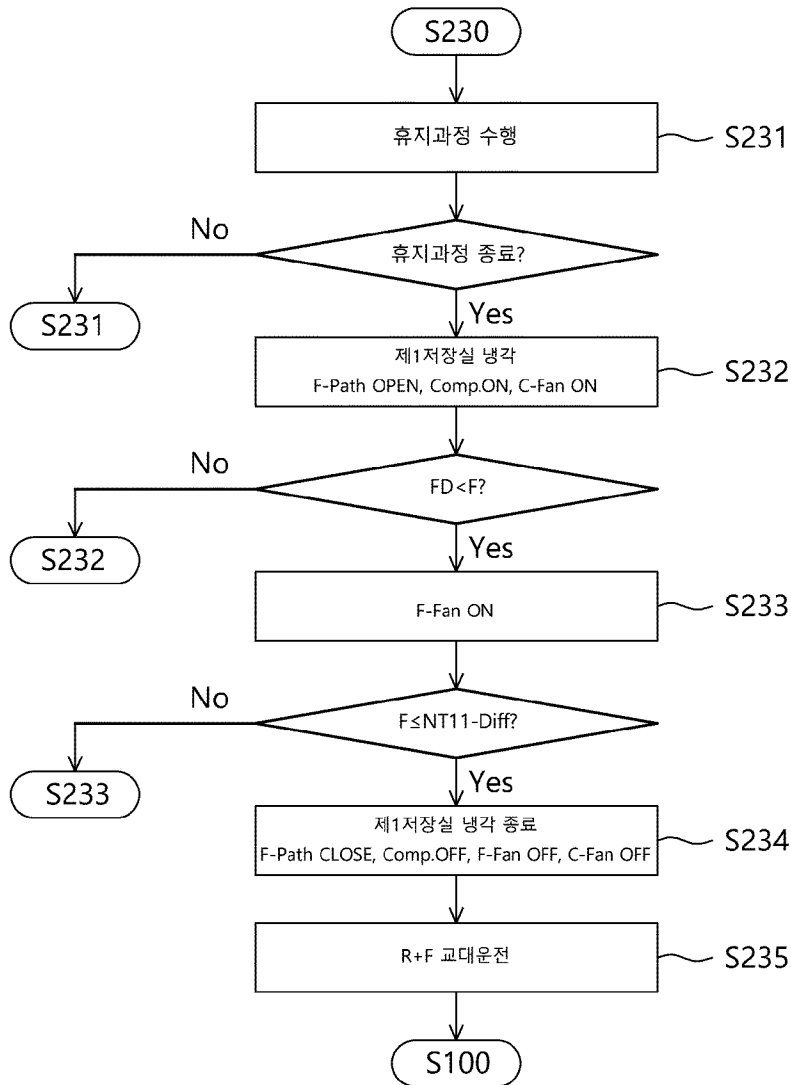 S230
휴지과정 수행
S231
No
휴지과정 종료?
S231
Yes
제1저장실 냉각
F-Path OPEN, Comp.ON, C-Fan ON
S232
No
FD<F?
S232
Yes
F-Fan ON
S233
No
F≤NT11-Diff?
S233
Yes
제1저장실 냉각 종료
F-Path CLOSE, Comp.OFF, F-Fan OFF, C-Fan OFF
S234
R+F 교대운전
S235
S100